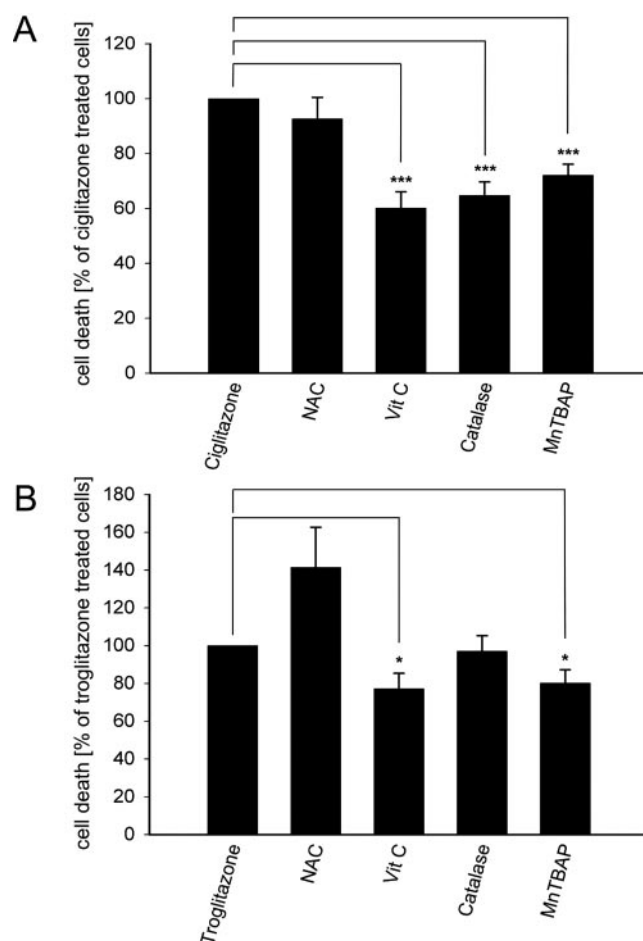 A
cell death [% of ciglitazone treated cells]
120
100
80
60
40
20
0
***
***
***
Ciglitazone
NAC
Vit C
Catalase
MnTBAP
B
cell death [% of troglitazone treated cells]
180
160
140
120
100
80
60
40
20
0
*
*
Troglitazone
NAC
Vit C
Catalase
MnTBAP